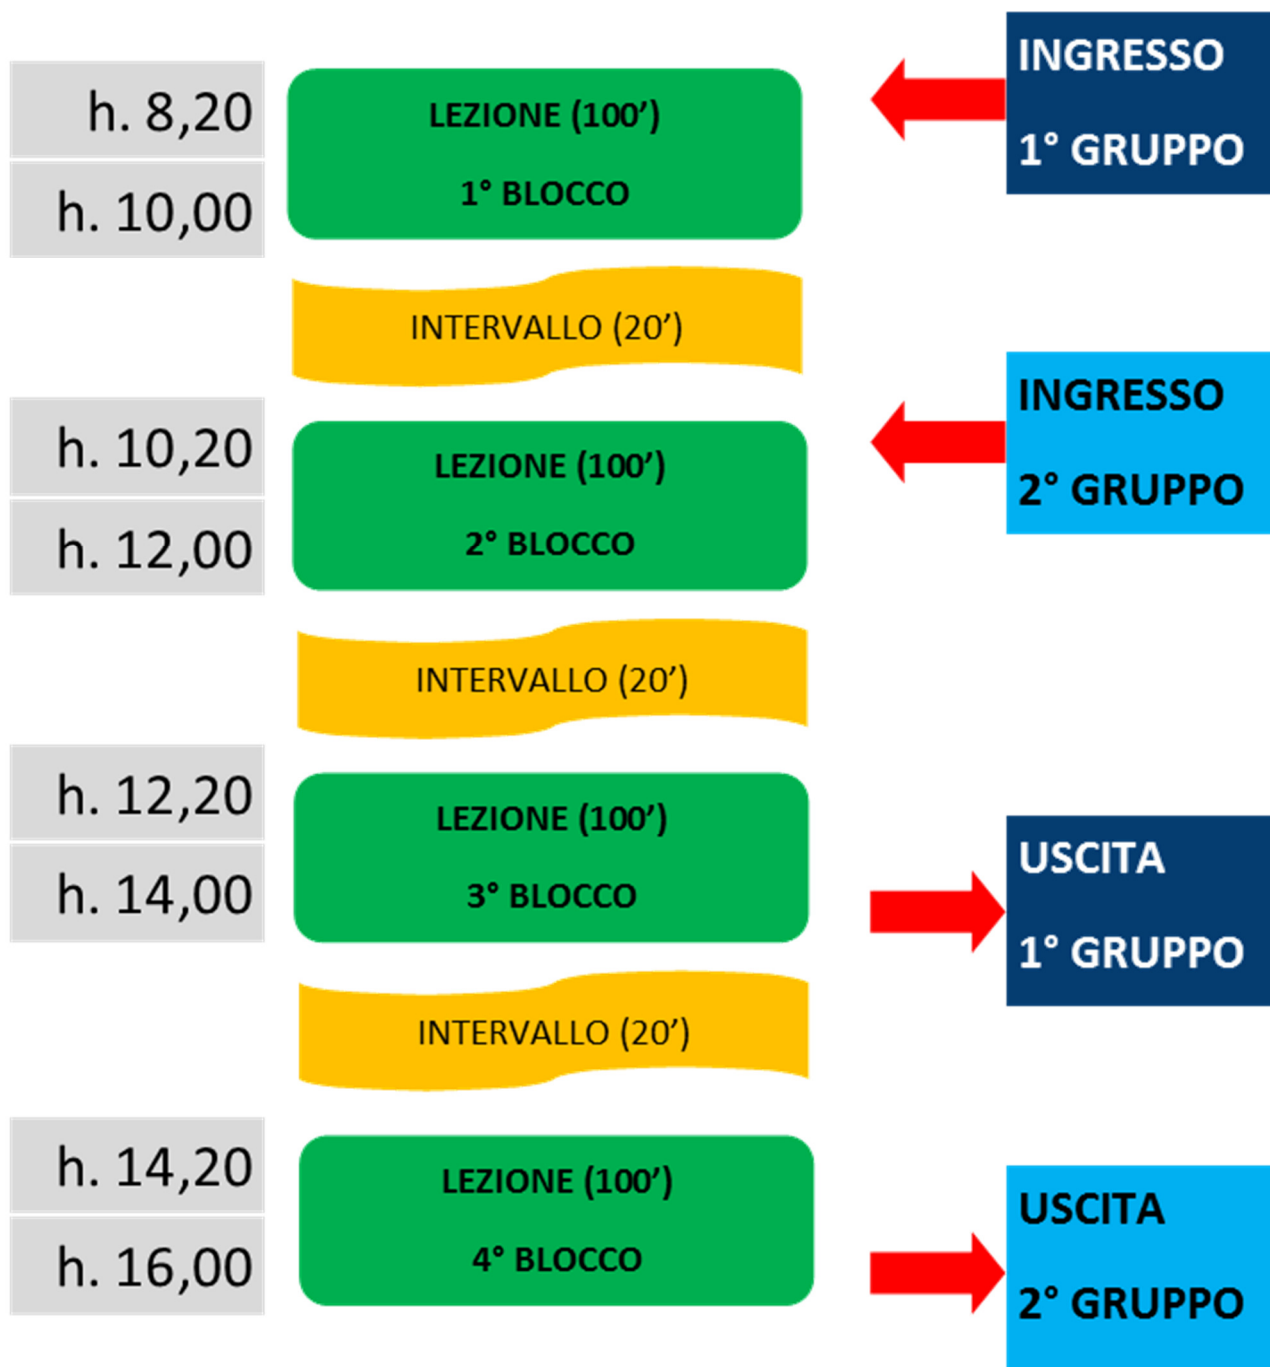 INGRESSO
1° GRUPPO
h. 8,20
LEZIONE (100’)
1° BLOCCO
h. 10,00
INTERVALLO (20’)
INGRESSO
2° GRUPPO
h. 10,20
LEZIONE (100’)
2° BLOCCO
h. 12,00
INTERVALLO (20’)
h. 12,20
LEZIONE (100’)
3° BLOCCO
h. 14,00
USCITA
1° GRUPPO
INTERVALLO (20’)
h. 14,20
LEZIONE (100’)
4° BLOCCO
h. 16,00
USCITA
2° GRUPPO